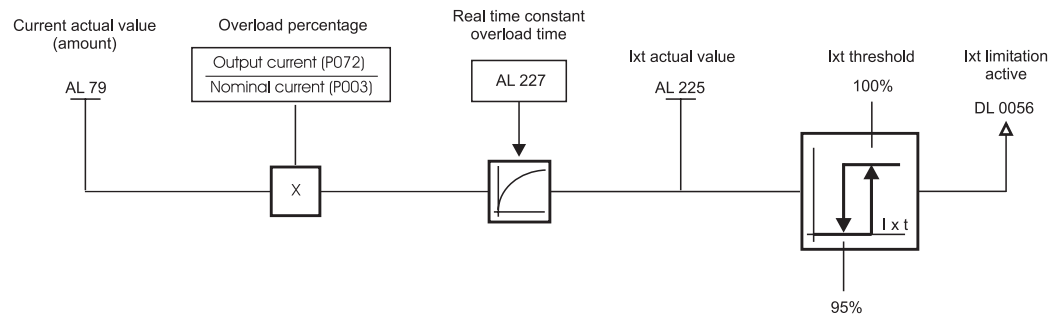 Current actual value
(amount)
AL 79
Overload percentage
Output current (P072)
Nominal current (P003)
X
Real time constant
overload time
AL 227
Ixt actual value
AL 225
Ixt threshold
100%
I x t
95%
Ixt limitation
active
DL 0056